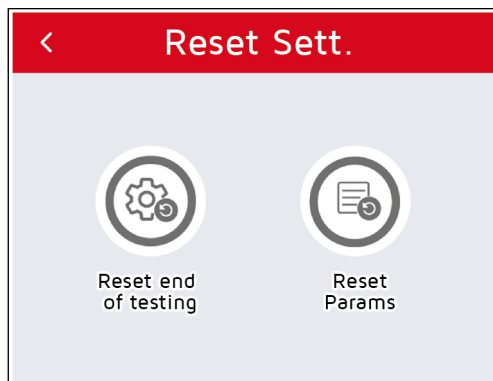 Reset Sett.
Reset end
of testing
Reset
Params